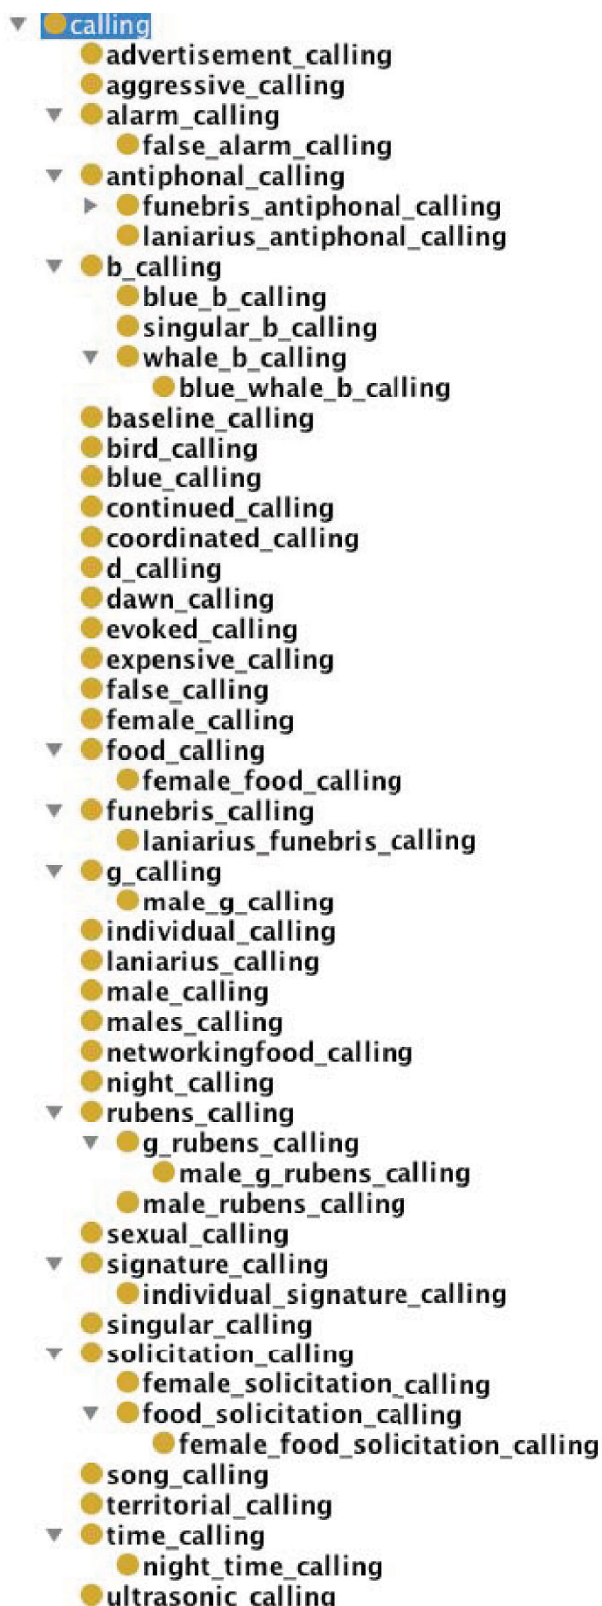 calling
advertisement_calling
aggressive_calling
alarm_calling
false_alarm_calling
antiphonal_calling
funebris_antiphonal_calling
laniarius_antiphonal_calling
b_calling
blue_b_calling
singular_b_calling
whale_b_calling
blue_whale_b_calling
baseline_calling
bird_calling
blue_calling
continued_calling
coordinated_calling
d_calling
dawn_calling
evoked_calling
expensive_calling
false_calling
female_calling
food_calling
female_food_calling
funebris_calling
laniarius_funebris_calling
g_calling
male_g_calling
individual_calling
laniarius_calling
male_calling
males_calling
networkingfood_calling
night_calling
rubens_calling
g_rubens_calling
male_g_rubens_calling
male_rubens_calling
sexual_calling
signature_calling
individual_signature_calling
singular_calling
solicitation_calling
female_solicitation_calling
food_solicitation_calling
female_food_solicitation_calling
song_calling
territorial_calling
time_calling
night_time_calling
ultrasonic_calling